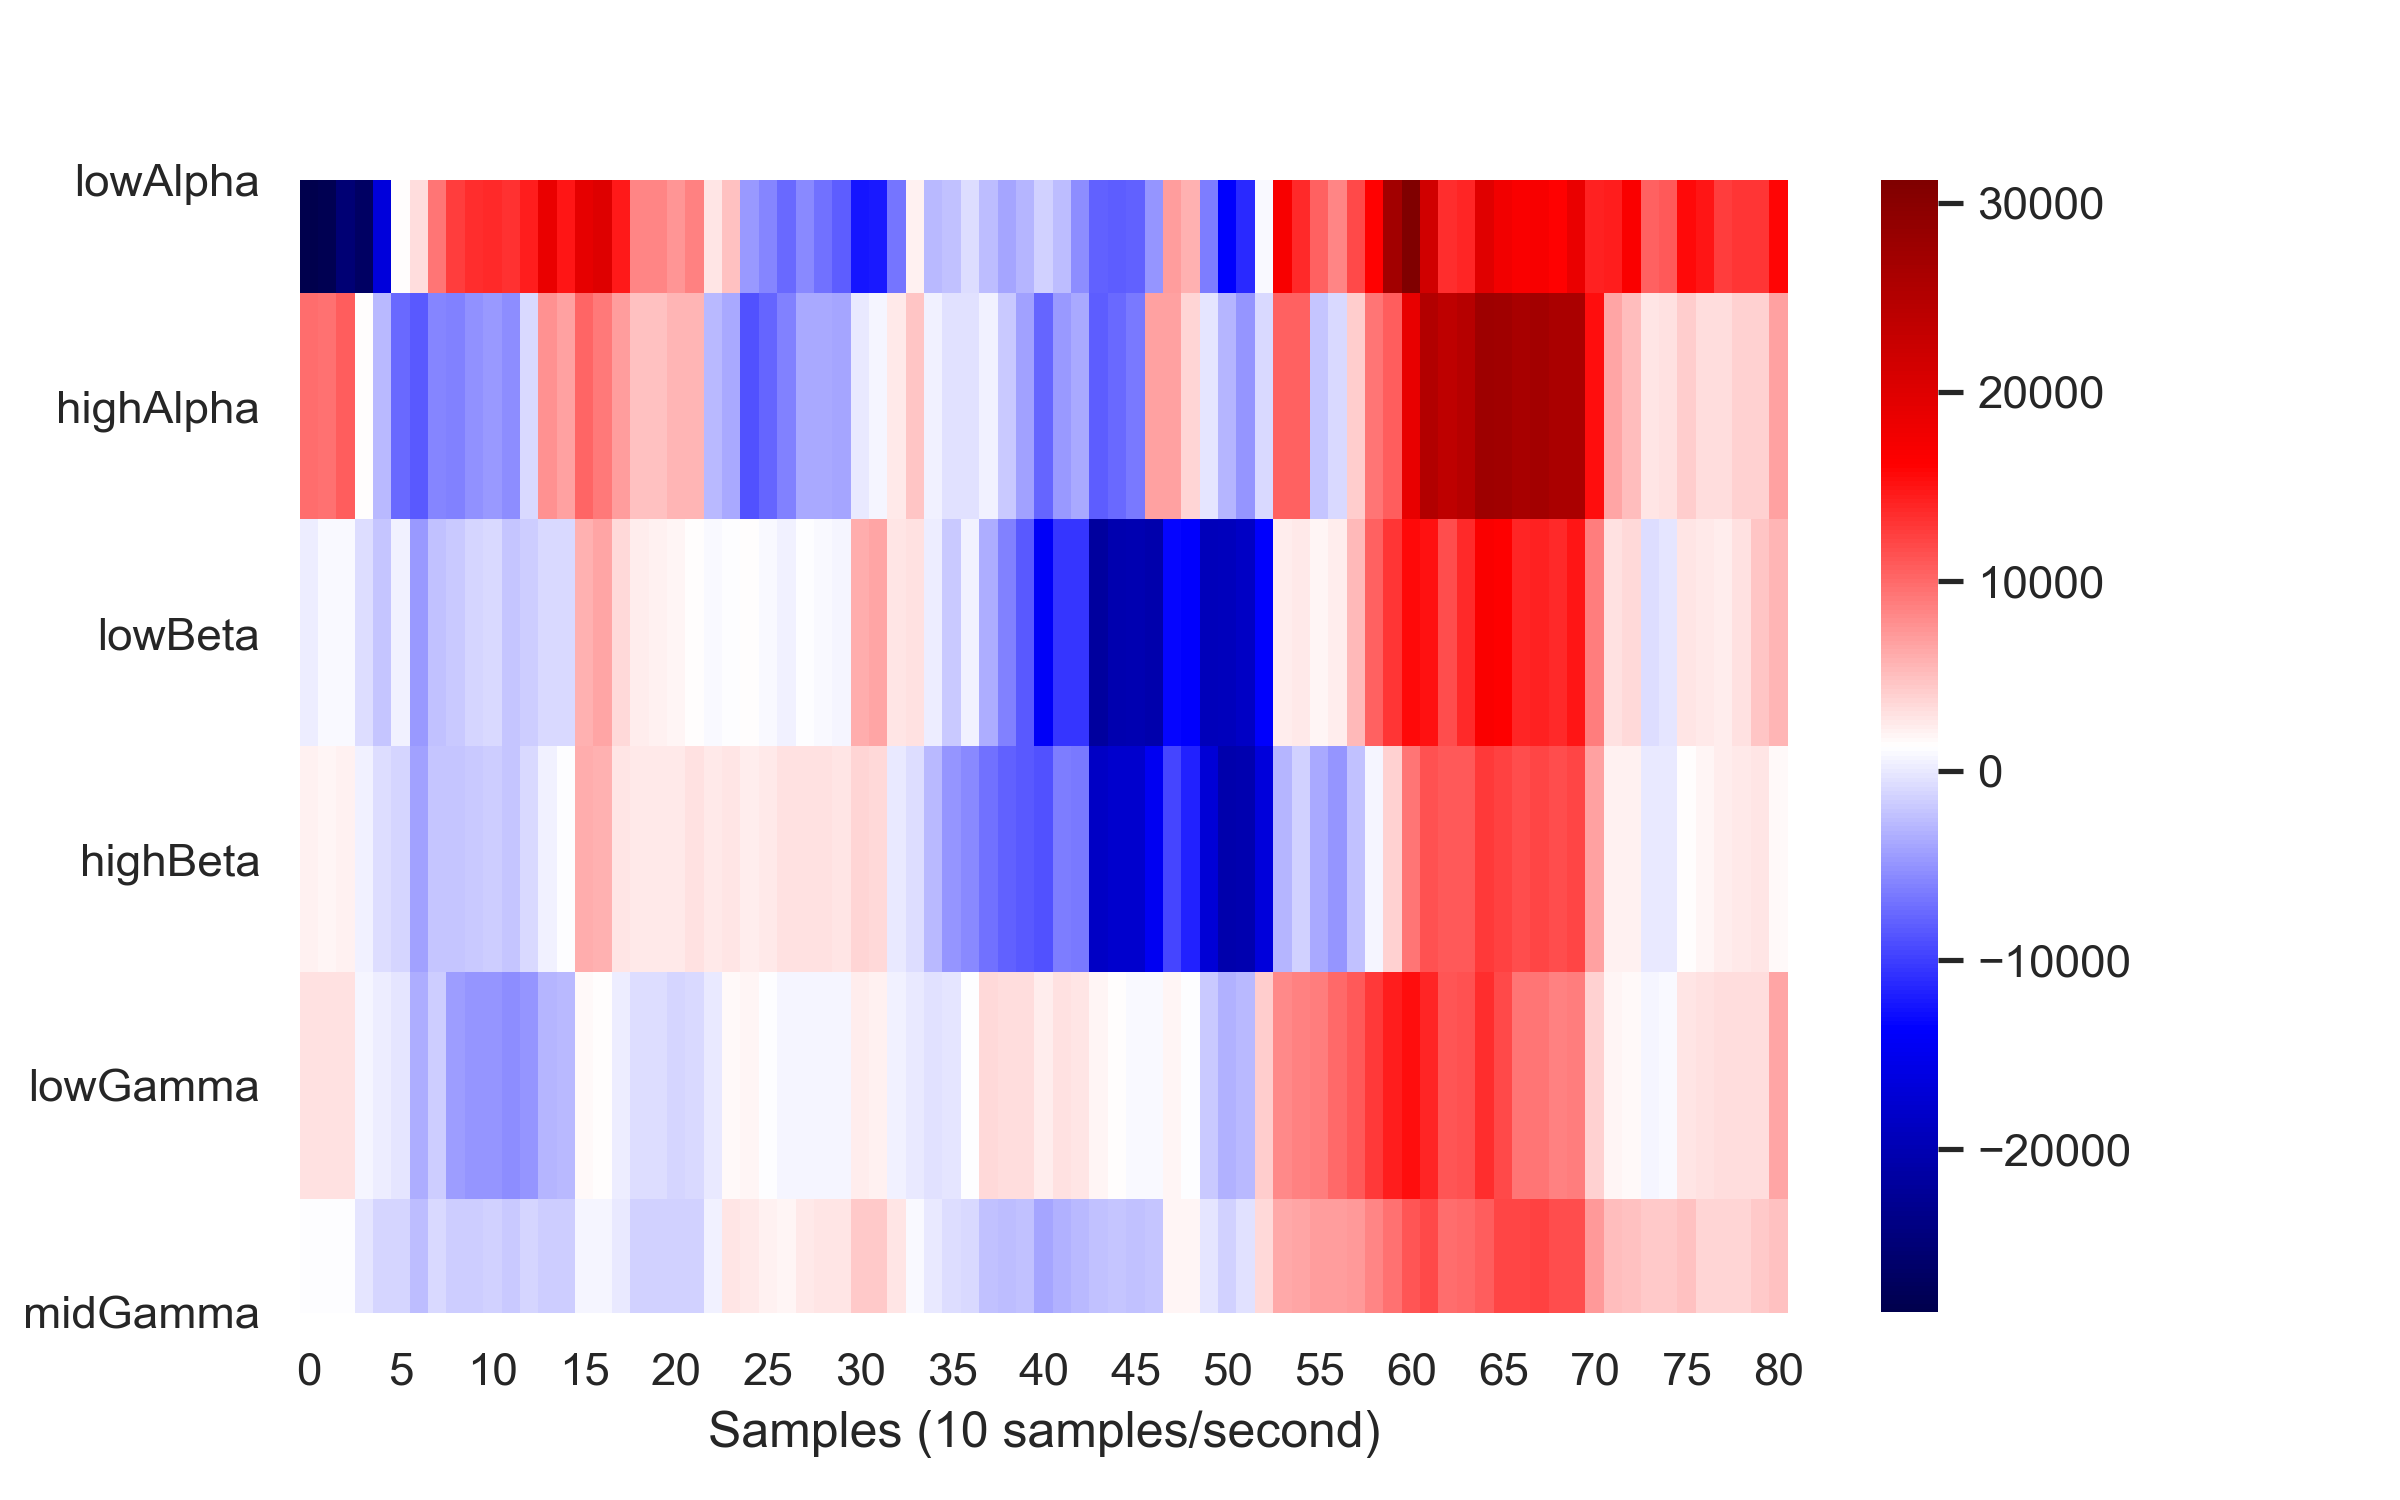 lowAlpha
highAlpha
lowBeta
highBeta
lowGamma
midGamma
0 5 10 15 20 25 30 35 40 45 50 55 60 65 70 75 80
Samples (10 samples/second)
30000
20000
10000
0
−10000
−20000